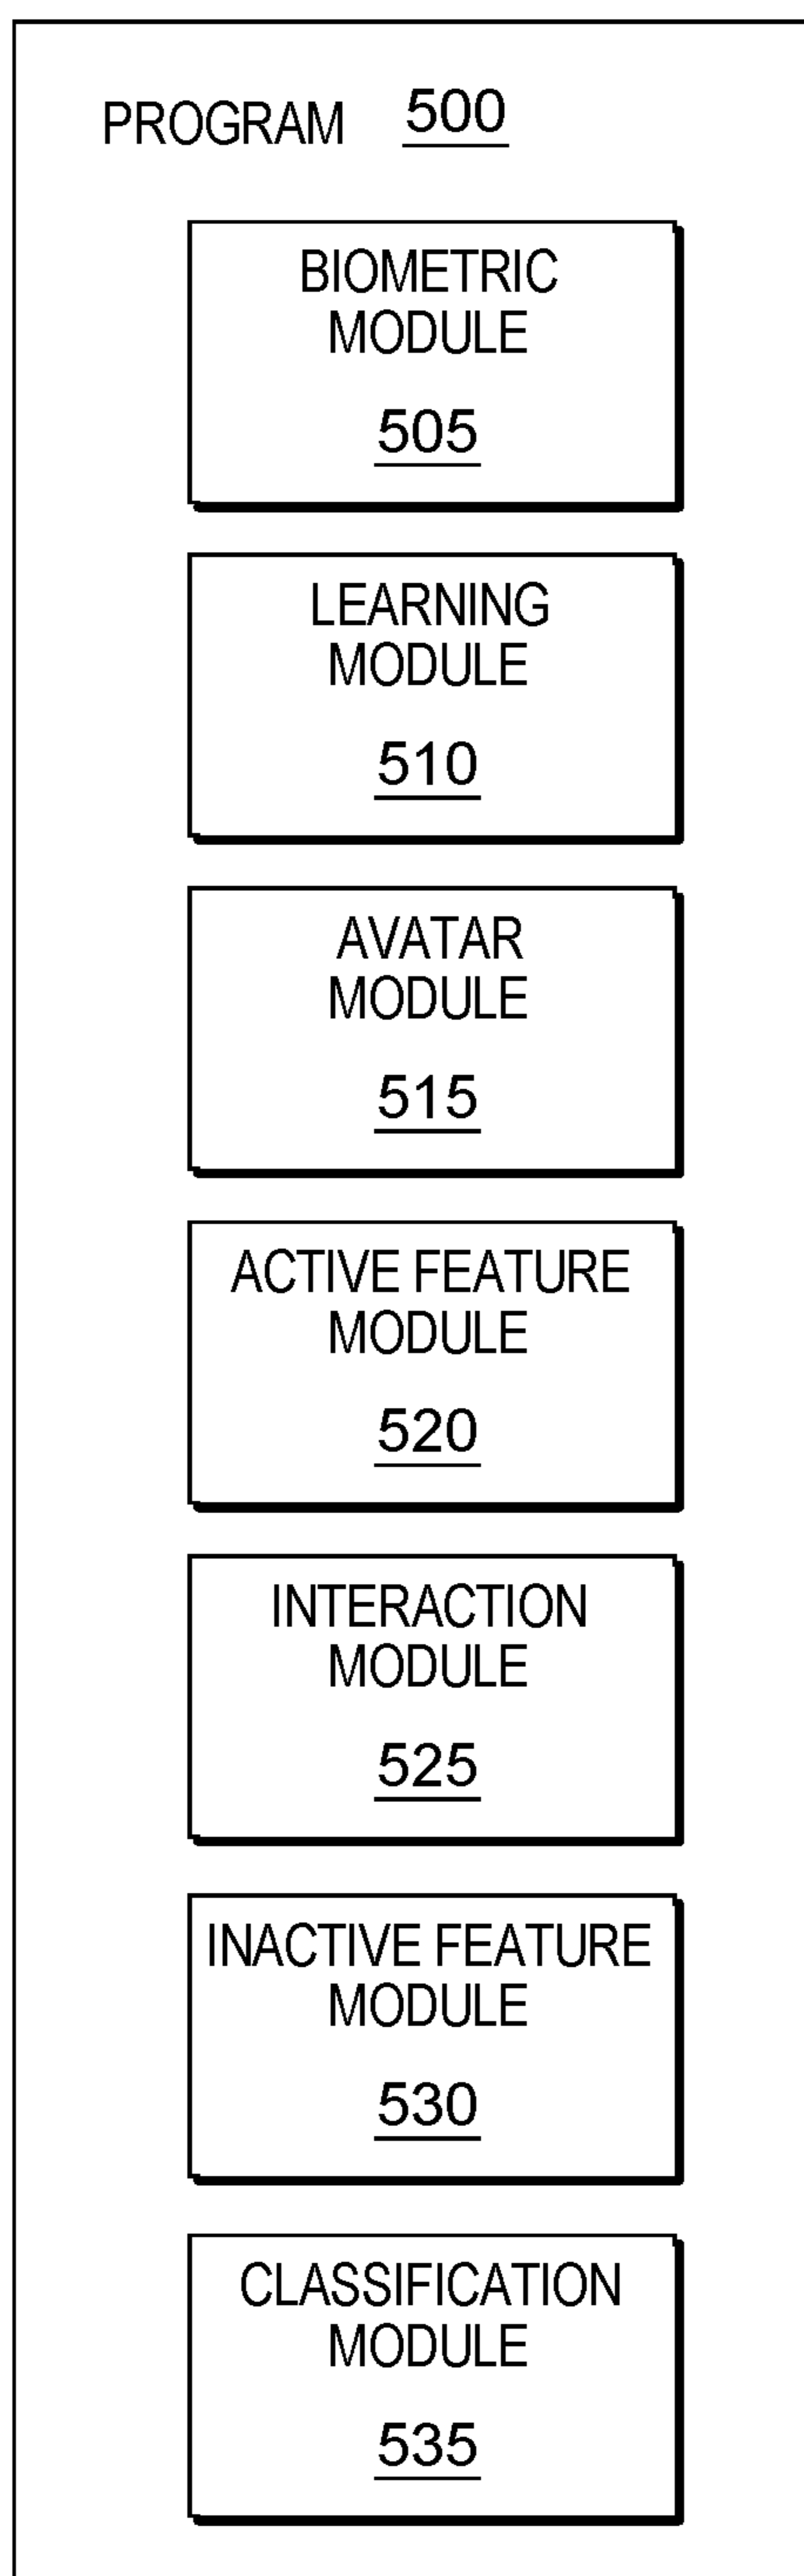 PROGRAM 500
BIOMETRIC
MODULE
505
LEARNING
MODULE
510
AVATAR
MODULE
515
ACTIVE FEATURE
MODULE
520
INTERACTION
MODULE
525
INACTIVE FEATURE
MODULE
530
CLASSIFICATION
MODULE
535